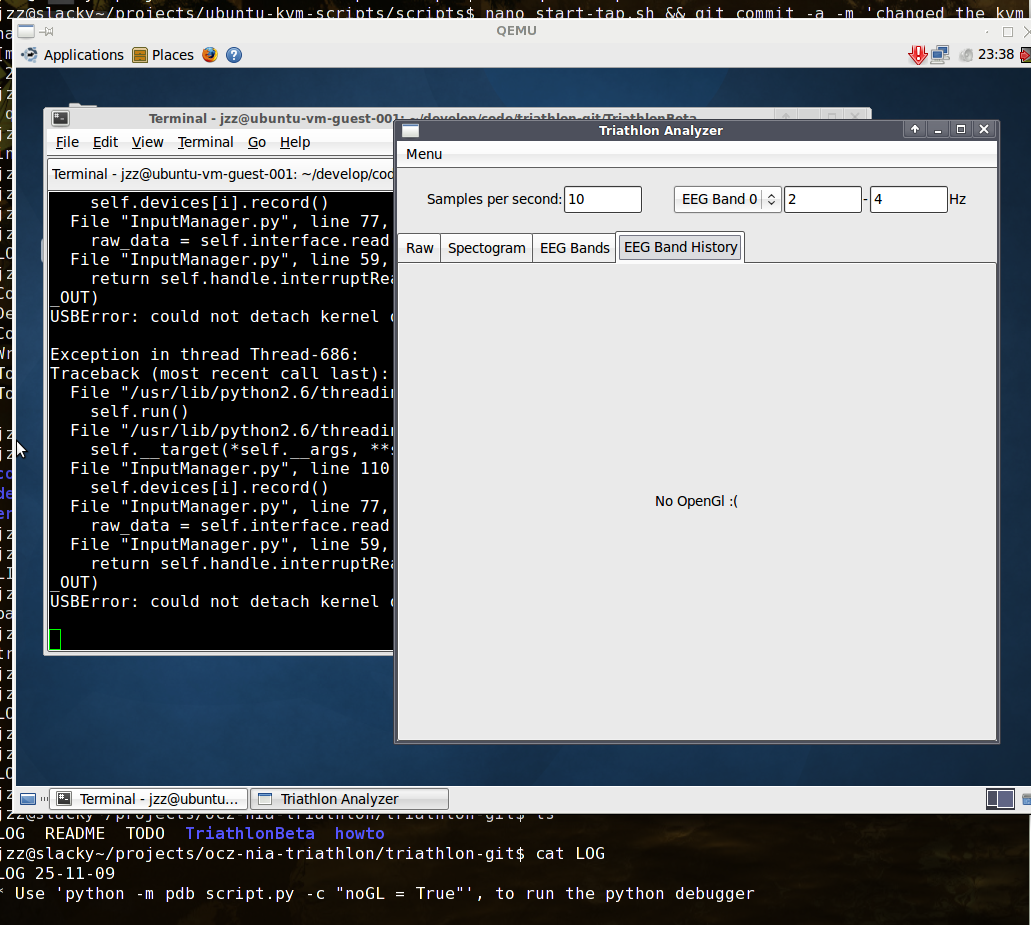 jzz@slacky~/projects/ubuntu-kvm-scripts/scripts$ nano start-tap.sh && git commit -a -m 'changed the kvm
QEMU
Applications Places 23:38
Terminal - jzz@ubuntu-vm-guest-001: ~/develop/code/triathlon-git/TriathlonBeta
File Edit View Terminal Go Help
Terminal - jzz@ubuntu-vm-guest-001: ~/develop/cod
self.devices[i].record()
File "InputManager.py", line 77,
raw_data = self.interface.read
File "InputManager.py", line 59,
return self.handle.interruptRea
_OUT)
USBError: could not detach kernel
Exception in thread Thread-686:
Traceback (most recent call last):
File "/usr/lib/python2.6/threadin
self.run()
File "/usr/lib/python2.6/threadin
self.__target(*self.__args, **
File "InputManager.py", line 110
self.devices[i].record()
File "InputManager.py", line 77,
raw_data = self.interface.read
File "InputManager.py", line 59,
return self.handle.interruptRea
_OUT)
USBError: could not detach kernel
Triathlon Analyzer
Menu
Samples per second: 10 EEG Band 0 2 - 4 Hz
Raw Spectogram EEG Bands EEG Band History
No OpenGl :(
Terminal - jzz@ubuntu... Triathlon Analyzer
jzz@slacky~/projects/ocz-nia-triathlon/triathlon-git$ ls
LOG README TODO TriathlonBeta howto
jzz@slacky~/projects/ocz-nia-triathlon/triathlon-git$ cat LOG
LOG 25-11-09
* Use 'python -m pdb script.py -c "noGL = True"', to run the python debugger